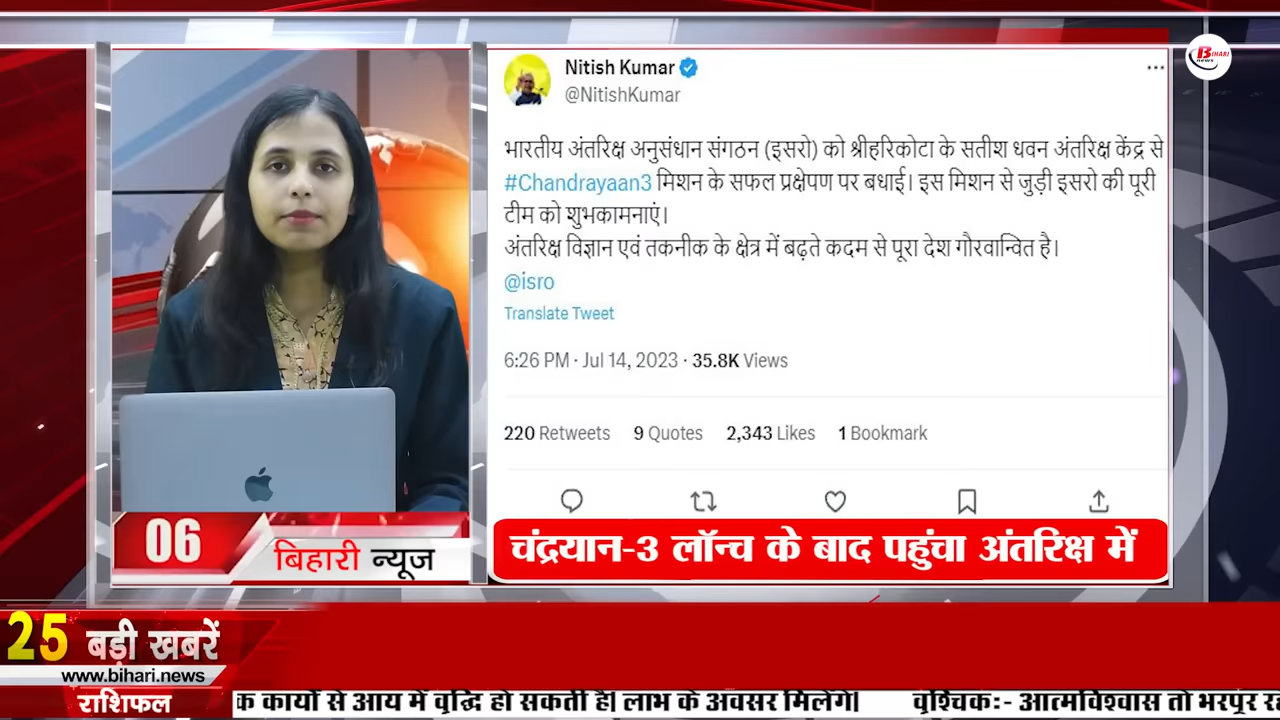 BIHARI
news
Nitish Kumar
@NitishKumar
भारतीय अंतरिक्ष अनुसंधान संगठन (इसरो) को श्रीहरिकोटा के सतीश धवन अंतरिक्ष केंद्र से
#Chandrayaan3 मिशन के सफल प्रक्षेपण पर बधाई। इस मिशन से जुड़ी इसरो की पूरी
टीम को शुभकामनाएं।
अंतरिक्ष विज्ञान एवं तकनीक के क्षेत्र में बढ़ते कदम से पूरा देश गौरवान्वित है।
@isro
Translate Tweet
6:26 PM · Jul 14, 2023 · 35.8K Views
220 Retweets 9 Quotes 2,343 Likes 1 Bookmark
06
बिहारी न्यूज
चंद्रयान-3 लॉन्च के बाद पहुंचा अंतरिक्ष में
25 बड़ी खबरें
www.bihari.news
राशिफल
क कार्यो से आय में वृद्धि हो सकती है। लाभ के अवसर मिलेंगे। वृश्चिकः- आत्मविश्वास तो भरपूर